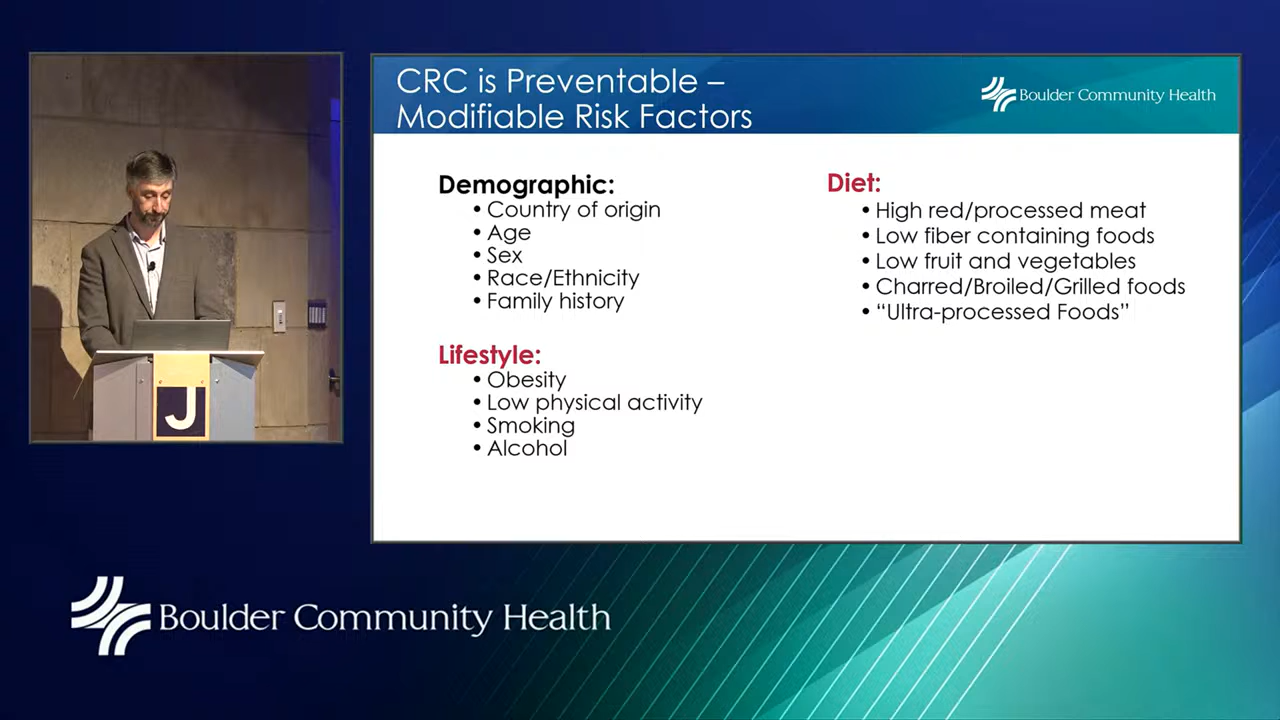 CRC is Preventable –
Modifiable Risk Factors
Boulder Community Health
Demographic:
• Country of origin
• Age
• Sex
• Race/Ethnicity
• Family history
Lifestyle:
• Obesity
• Low physical activity
• Smoking
• Alcohol
Diet:
• High red/processed meat
• Low fiber containing foods
• Low fruit and vegetables
• Charred/Broiled/Grilled foods
• “Ultra-processed Foods”
J
Boulder Community Health